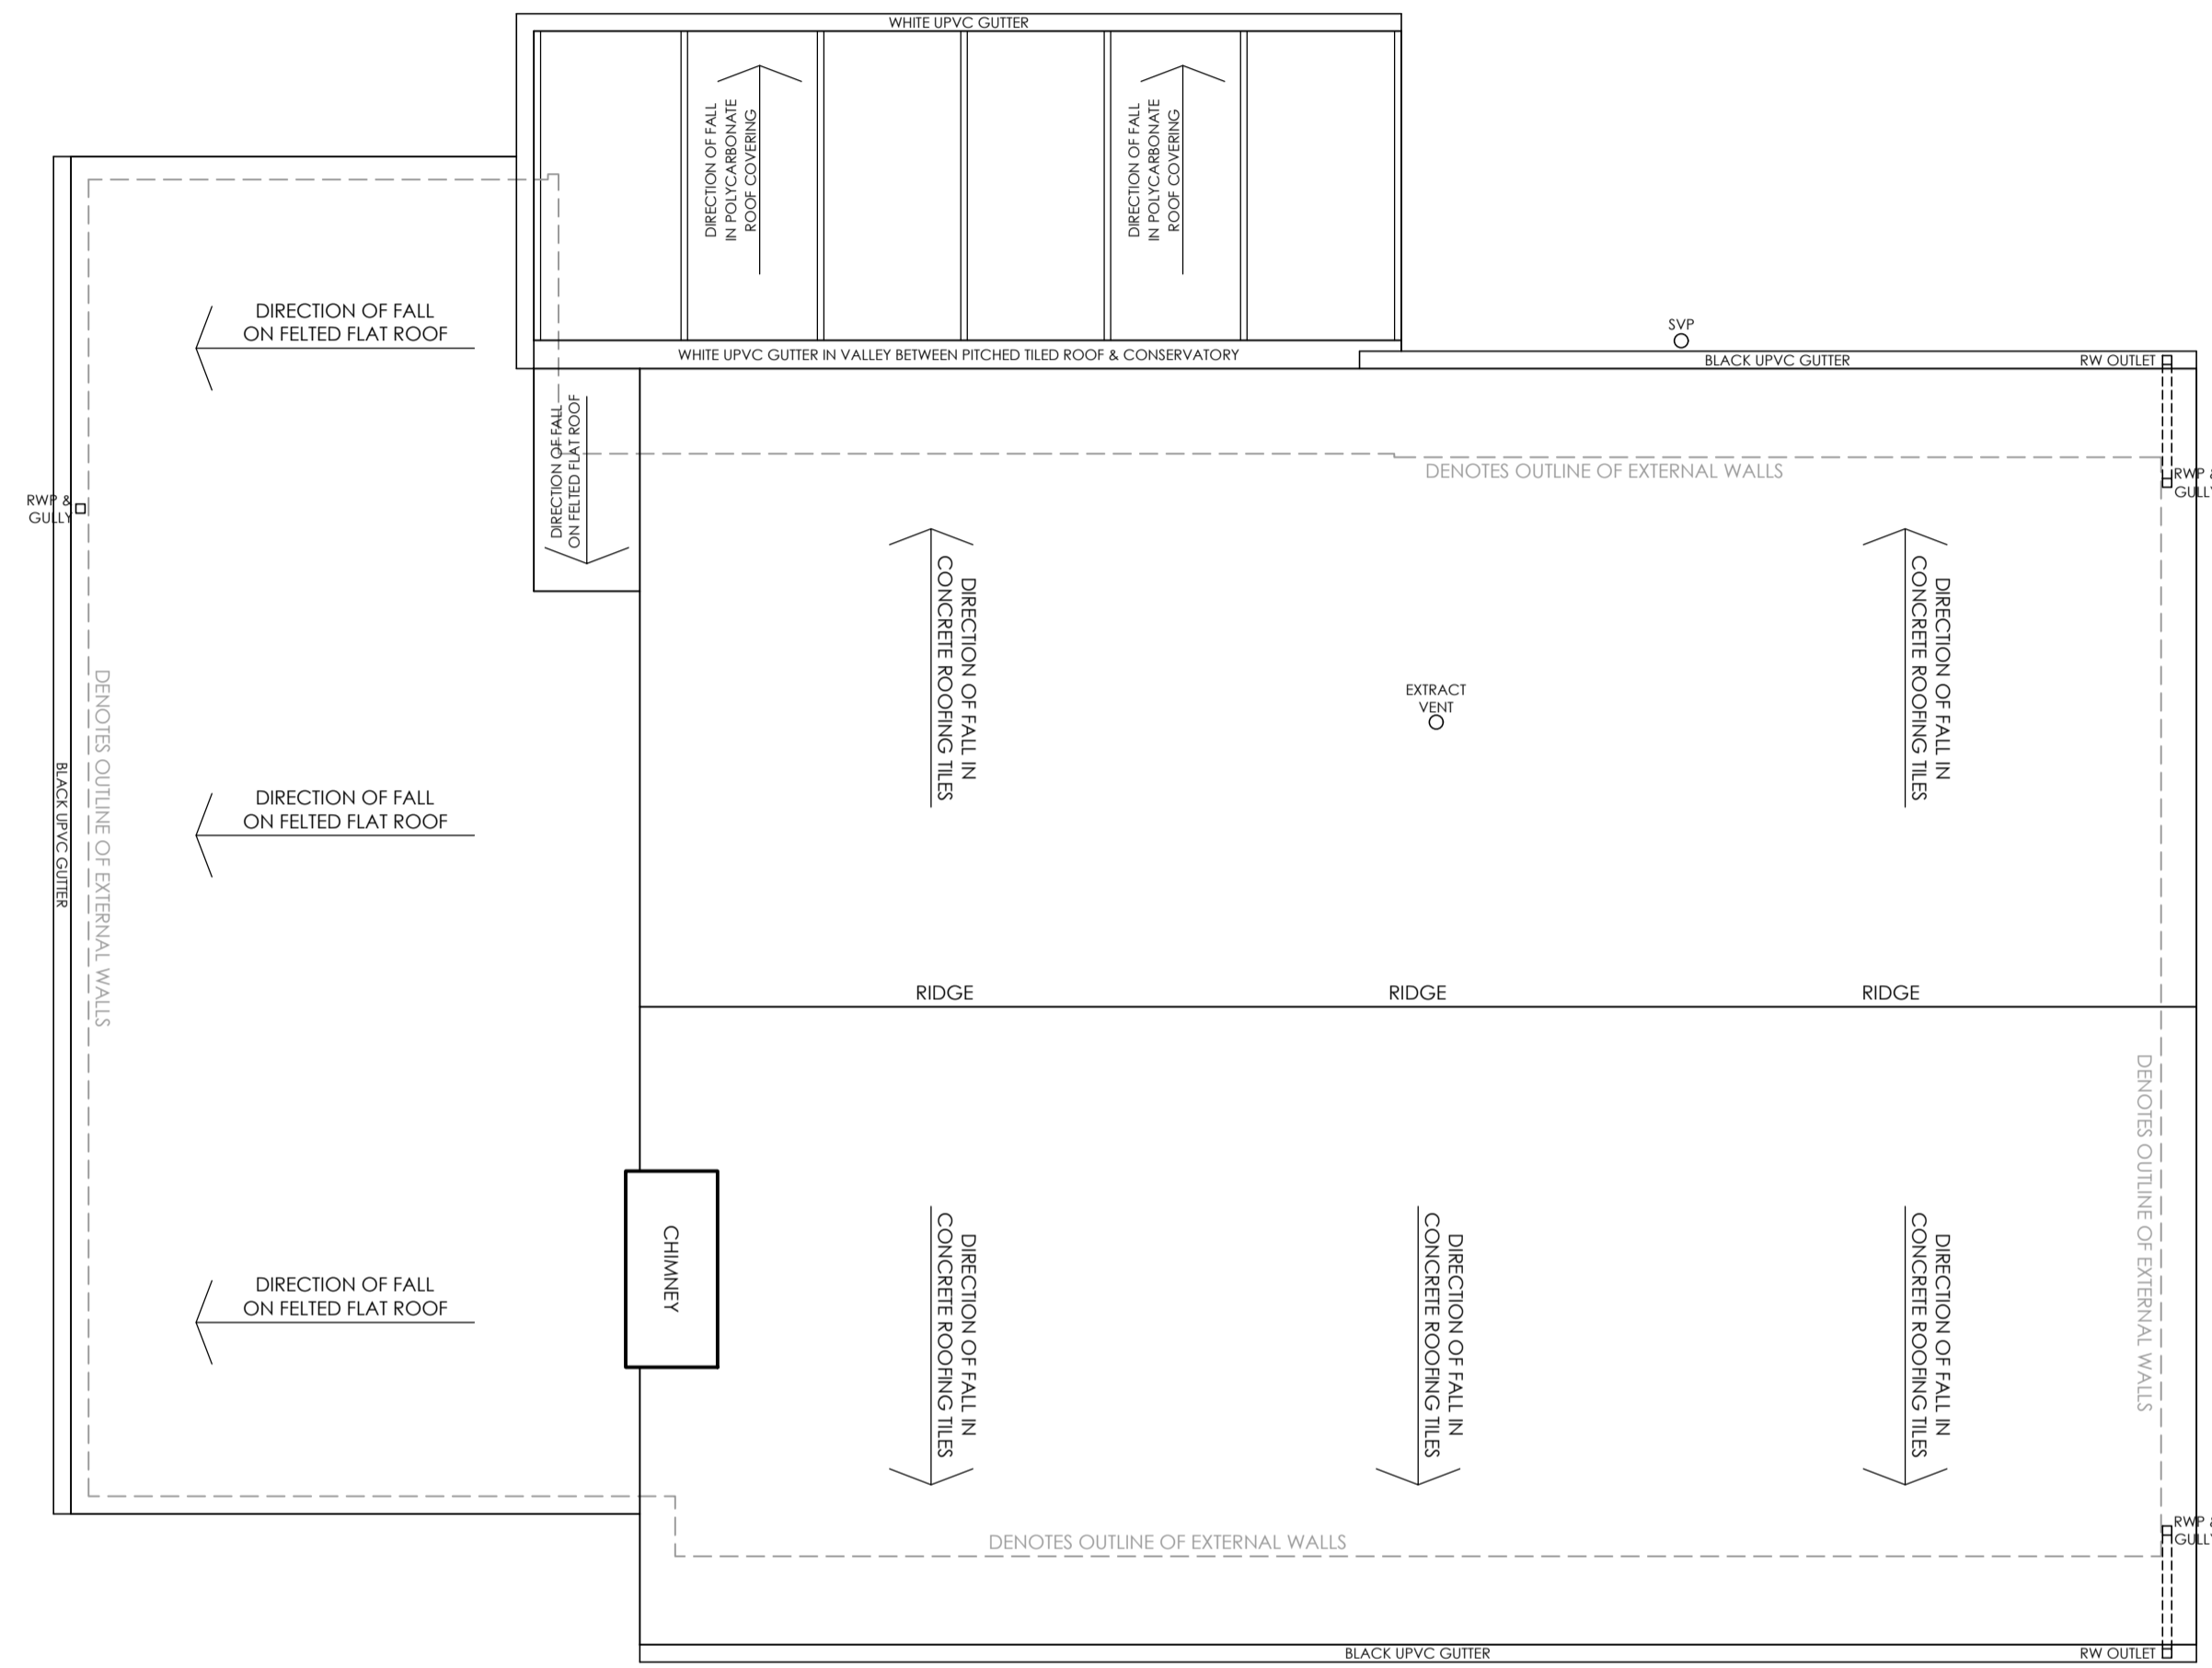 WHITE UPVC GUTTER
DIRECTION OF FALL
IN POLYCARBONATE
ROOF COVERING
DIRECTION OF FALL
IN POLYCARBONATE
ROOF COVERING
DIRECTION OF FALL
ON FELTED FLAT ROOF
SVP
WHITE UPVC GUTTER IN VALLEY BETWEEN PITCHED TILED ROOF & CONSERVATORY
BLACK UPVC GUTTER
RW OUTLET
DIRECTION OF FALL
ON FELTED FLAT ROOF
DENOTES OUTLINE OF EXTERNAL WALLS
RWP &
GULLY
RWP &
GULLY
DIRECTION OF FALL IN
CONCRETE ROOFING TILES
DIRECTION OF FALL IN
CONCRETE ROOFING TILES
EXTRACT
VENT
DENOTES OUTLINE OF EXTERNAL WALLS
BLACK UPVC GUTTER
DIRECTION OF FALL
ON FELTED FLAT ROOF
RIDGE
RIDGE
RIDGE
DENOTES OUTLINE OF EXTERNAL WALLS
CHIMNEY
DIRECTION OF FALL
ON FELTED FLAT ROOF
DIRECTION OF FALL IN
CONCRETE ROOFING TILES
DIRECTION OF FALL IN
CONCRETE ROOFING TILES
DIRECTION OF FALL IN
CONCRETE ROOFING TILES
DENOTES OUTLINE OF EXTERNAL WALLS
RWP &
GULLY
BLACK UPVC GUTTER
RW OUTLET